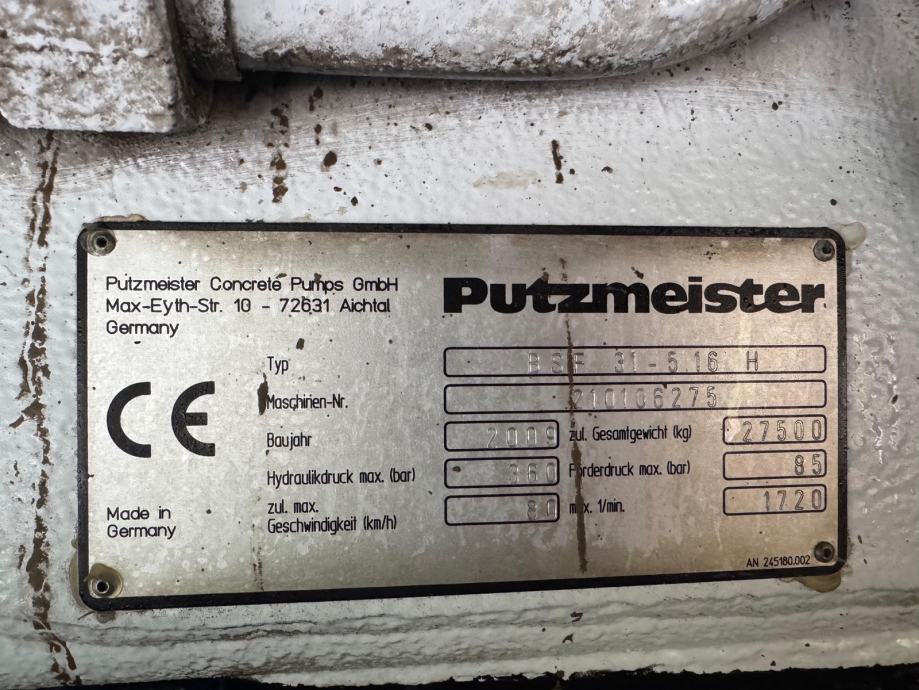 Putzmeister Concrete Pumps GmbH
Max-Eyth-Str. 10 - 72631 Aichtal
Germany
Putzmeister
Typ BSF 31-5.16 H
CE
Maschinen-Nr. 210106275
Baujahr 2009 zul. Gesamtgewicht (kg) 27500
Hydraulikdruck max. (bar) 360 Förderdruck max. (bar) 85
zul. max.
Geschwindigkeit (km/h) 80 max. 1/min. 1720
Made in
Germany
AN 245180.002